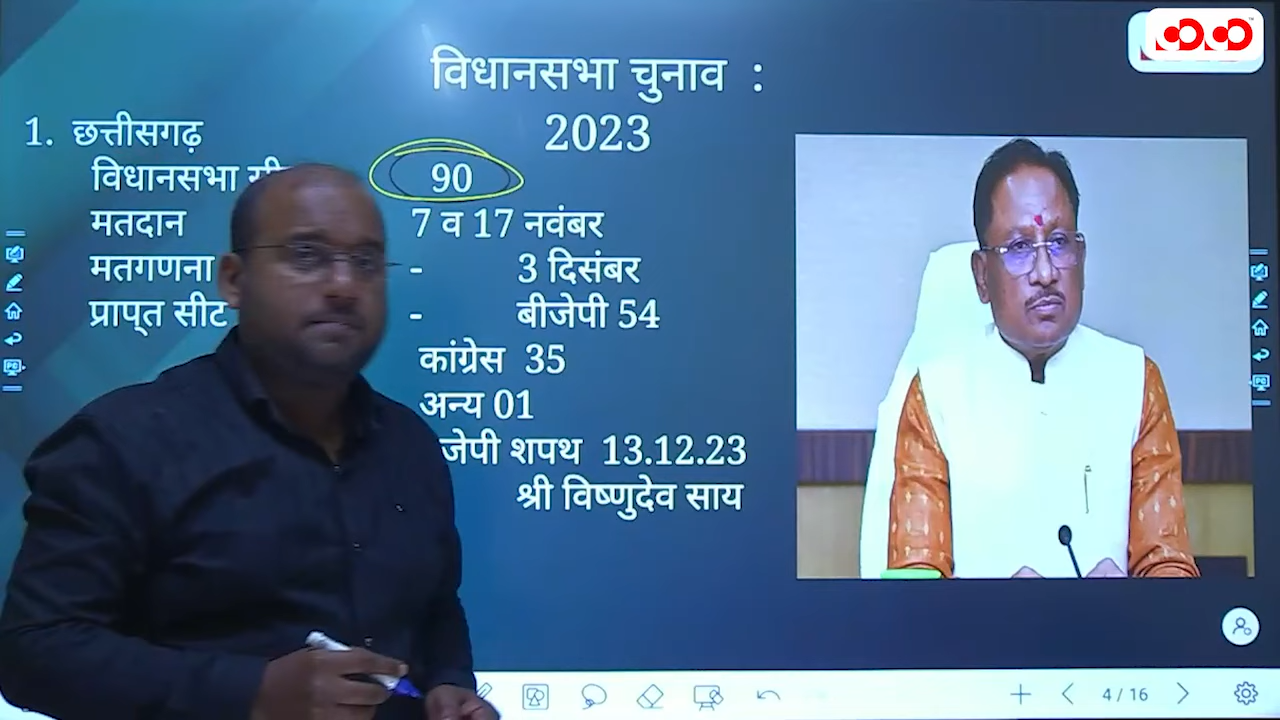 विधानसभा चुनाव :
2023
1. छत्तीसगढ़
विधानसभा 90
मतदान 7 व 17 नवंबर
मतगणना - 3 दिसंबर
प्राप्त सीट - बीजेपी 54
कांग्रेस 35
अन्य 01
जेपी शपथ 13.12.23
श्री विष्णुदेव साय
4 / 16